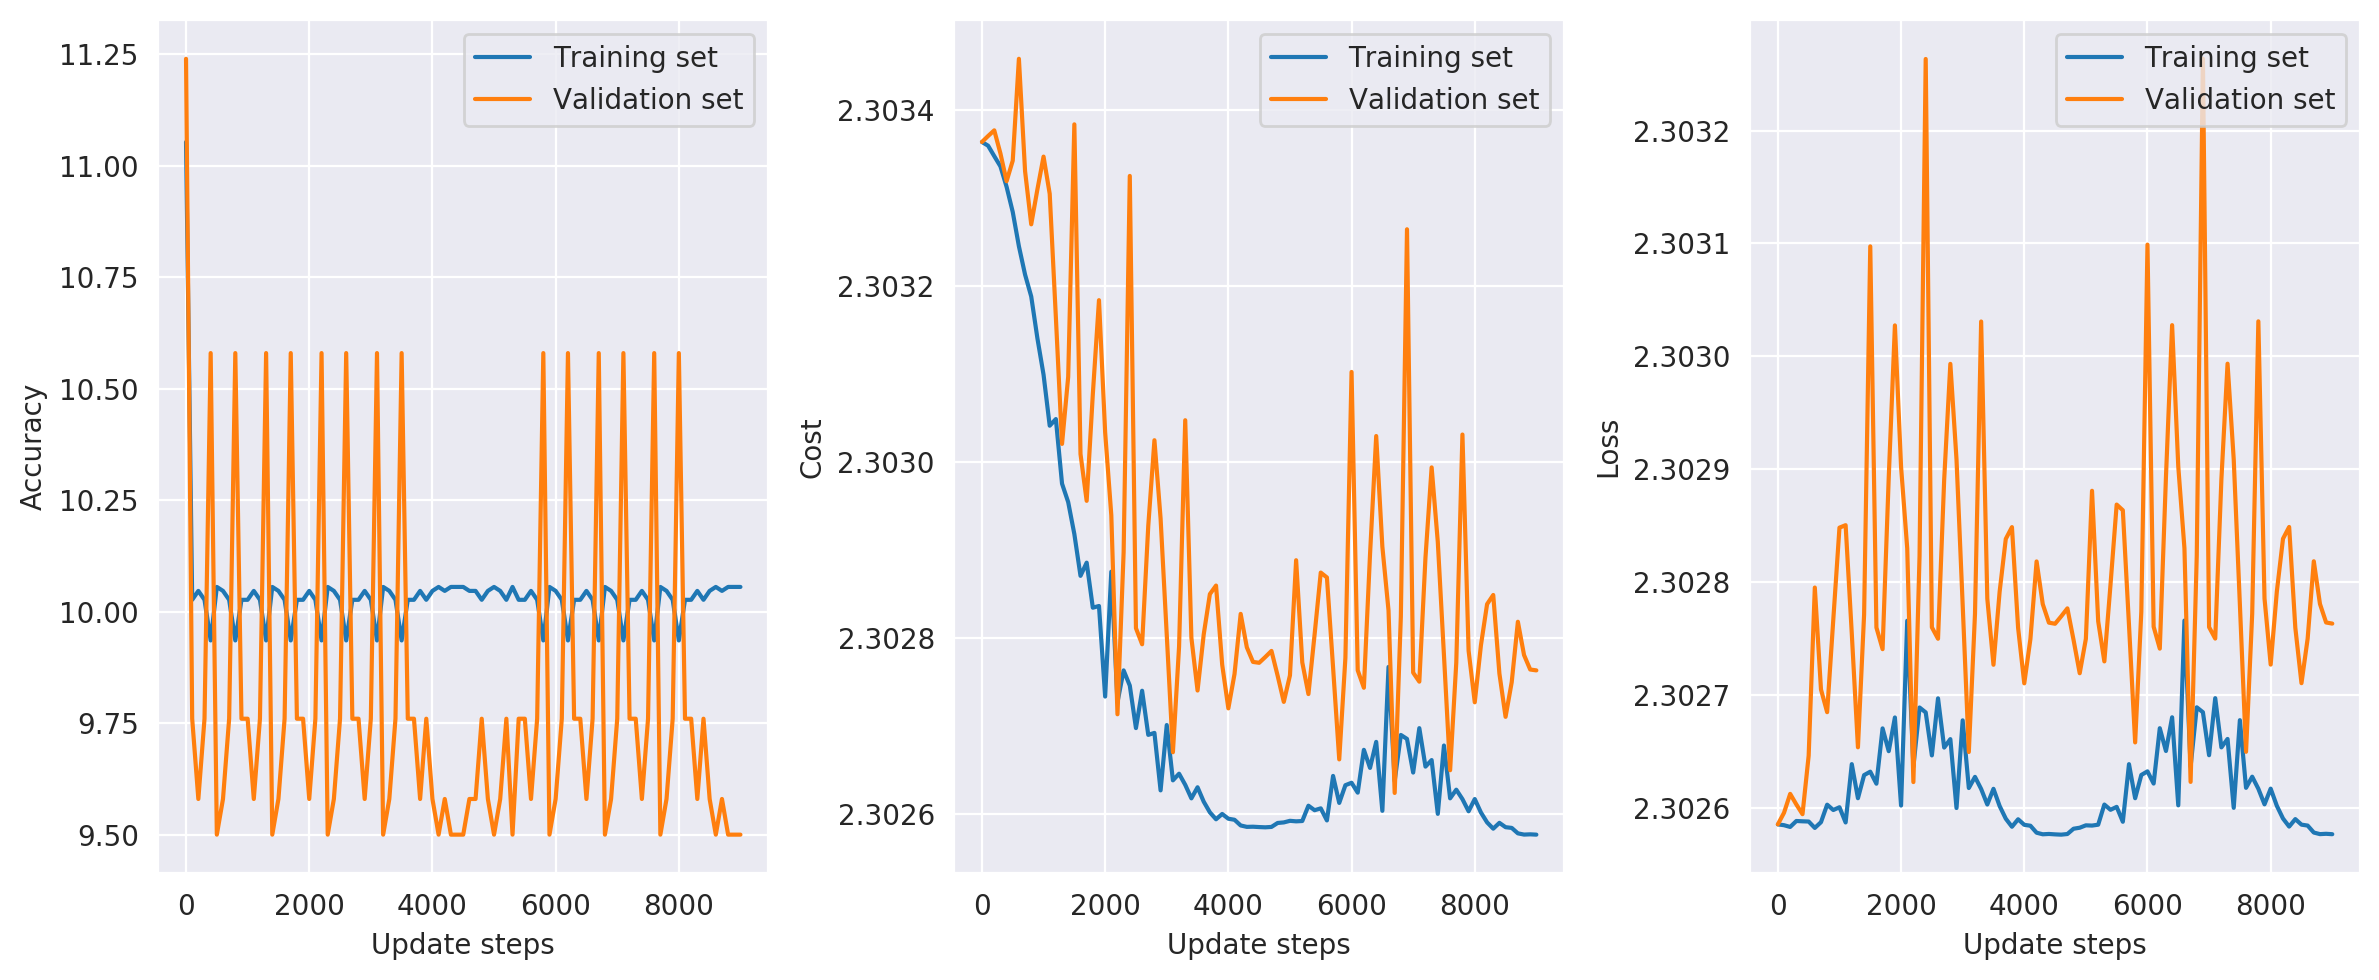 Accuracy
11.25
11.00
10.75
10.50
10.25
10.00
9.75
9.50
0 2000 4000 6000 8000
Update steps
Training set
Validation set
Cost
2.3034
2.3032
2.3030
2.3028
2.3026
0 2000 4000 6000 8000
Update steps
Training set
Validation set
Loss
2.3032
2.3031
2.3030
2.3029
2.3028
2.3027
2.3026
0 2000 4000 6000 8000
Update steps
Training set
Validation set